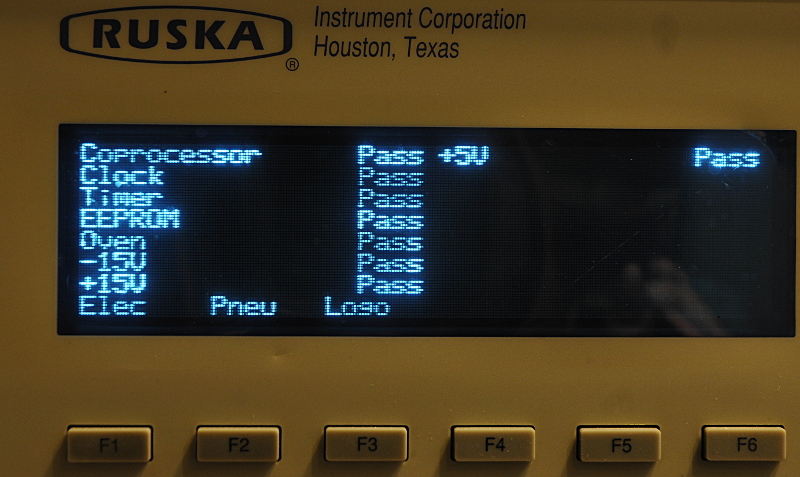 RUSKA ®
Instrument Corporation
Houston, Texas
Coprocessor Pass +5V Pass
Clock Pass
Timer Pass
EEPROM Pass
Oven Pass
-15V Pass
+15V Pass
Elec Pneu Logo
F1 F2 F3 F4 F5 F6